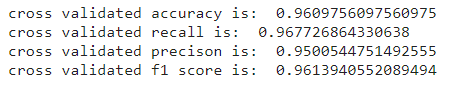 cross validated accuracy is:  0.9609756097560975
cross validated recall is:  0.967726864330638
cross validated precison is:  0.9500544751492555
cross validated f1 score is:  0.9613940552089494